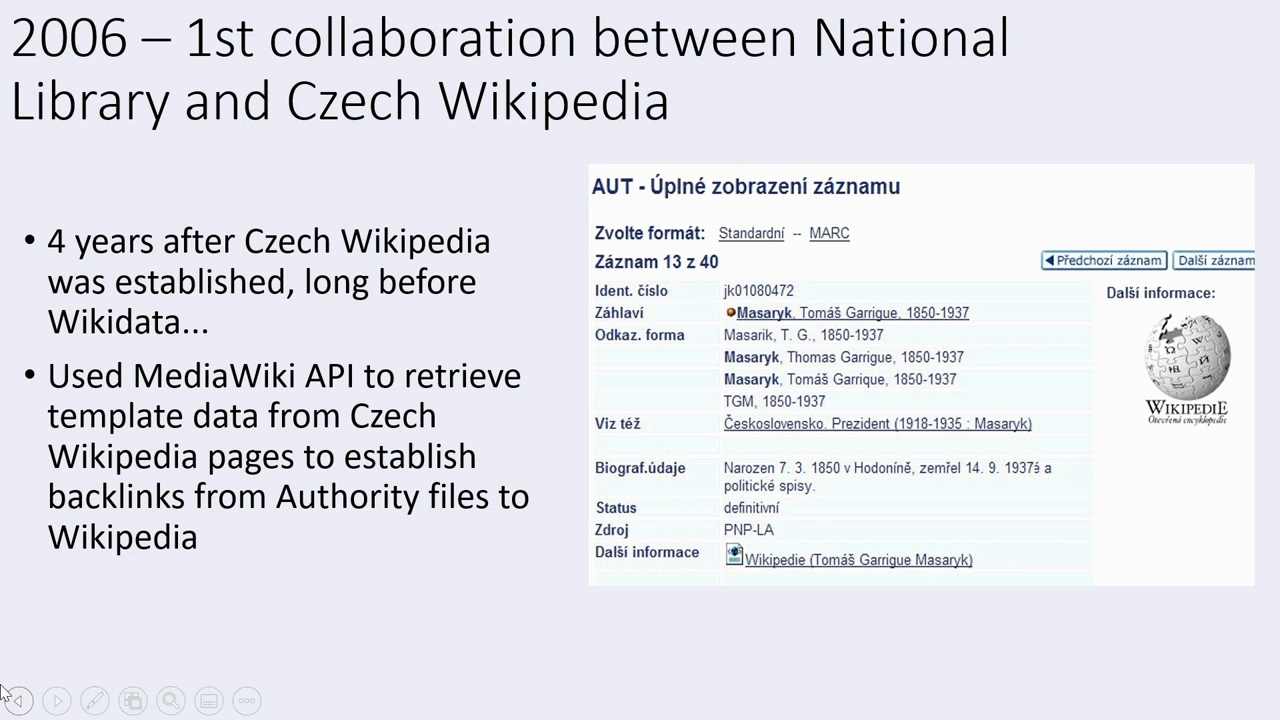 2006 – 1st collaboration between National
Library and Czech Wikipedia
• 4 years after Czech Wikipedia
was established, long before
Wikidata...
• Used MediaWiki API to retrieve
template data from Czech
Wikipedia pages to establish
backlinks from Authority files to
Wikipedia
AUT - Úplné zobrazení záznamu
Zvolte formát: Standardní -- MARC
Záznam 13 z 40
Předchozí záznam Další záznam
Ident. číslo jk01080472
Záhlaví Masaryk, Tomáš Garrigue, 1850-1937
Odkaz. forma Masarik, T. G., 1850-1937
Masaryk, Thomas Garrigue, 1850-1937
Masaryk, Tomáš Garrique, 1850-1937
TGM, 1850-1937
Viz též Československo. Prezident (1918-1935 : Masaryk)
Biograf.údaje Narozen 7. 3. 1850 v Hodoníně, zemřel 14. 9. a
politické spisy.
Status definitivní
Zdroj PNP-LA
Další informace Wikipedie (Tomáš Garrigue Masaryk)
Další informace:
WIKIPEDIE
Otevřená encyklopedie